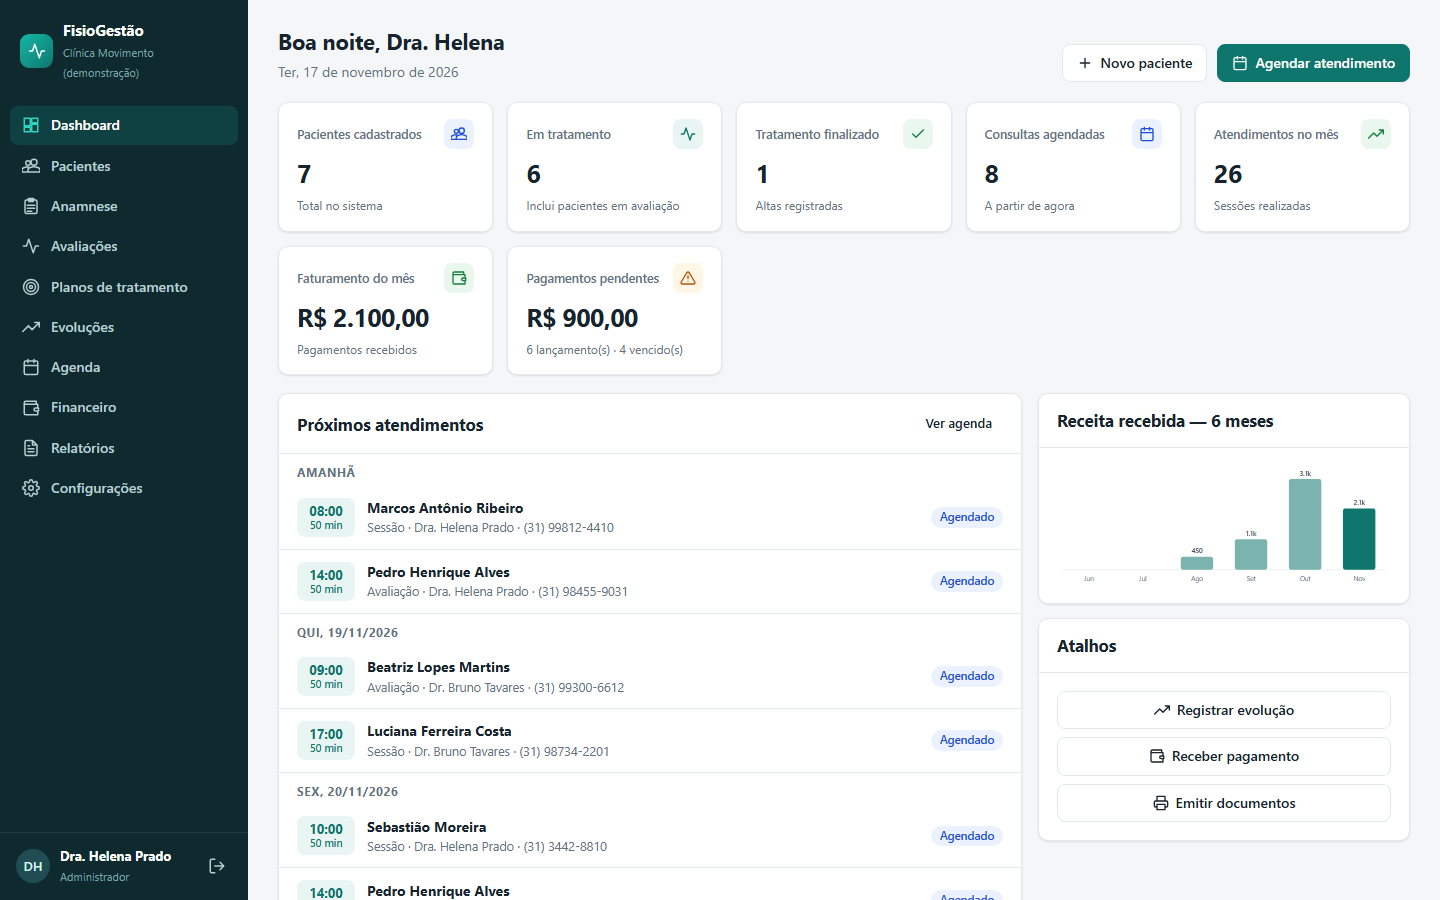 FisioGestão
Clínica Movimento
(demonstração)
Dashboard
Pacientes
Anamnese
Avaliações
Planos de tratamento
Evoluções
Agenda
Financeiro
Relatórios
Configurações
DH
Dra. Helena Prado
Administrador
Boa noite, Dra. Helena
Ter, 17 de novembro de 2026
Novo paciente
Agendar atendimento
Pacientes cadastrados
7
Total no sistema
Em tratamento
6
Inclui pacientes em avaliação
Tratamento finalizado
1
Altas registradas
Consultas agendadas
8
A partir de agora
Atendimentos no mês
26
Sessões realizadas
Faturamento do mês
R$ 2.100,00
Pagamentos recebidos
Pagamentos pendentes
R$ 900,00
6 lançamento(s) · 4 vencido(s)
Próximos atendimentos
Ver agenda
AMANHÃ
08:00
50 min
Marcos Antônio Ribeiro
Sessão · Dra. Helena Prado · (31) 99812-4410
Agendado
14:00
50 min
Pedro Henrique Alves
Avaliação · Dra. Helena Prado · (31) 98455-9031
Agendado
QUI, 19/11/2026
09:00
50 min
Beatriz Lopes Martins
Avaliação · Dr. Bruno Tavares · (31) 99300-6612
Agendado
17:00
50 min
Luciana Ferreira Costa
Sessão · Dr. Bruno Tavares · (31) 98734-2201
Agendado
SEX, 20/11/2026
10:00
50 min
Sebastião Moreira
Sessão · Dra. Helena Prado · (31) 3442-8810
Agendado
14:00
Pedro Henrique Alves
Agendado
Receita recebida — 6 meses
450
1.1k
3.1k
2.1k
Jun
Jul
Ago
Set
Out
Nov
Atalhos
Registrar evolução
Receber pagamento
Emitir documentos